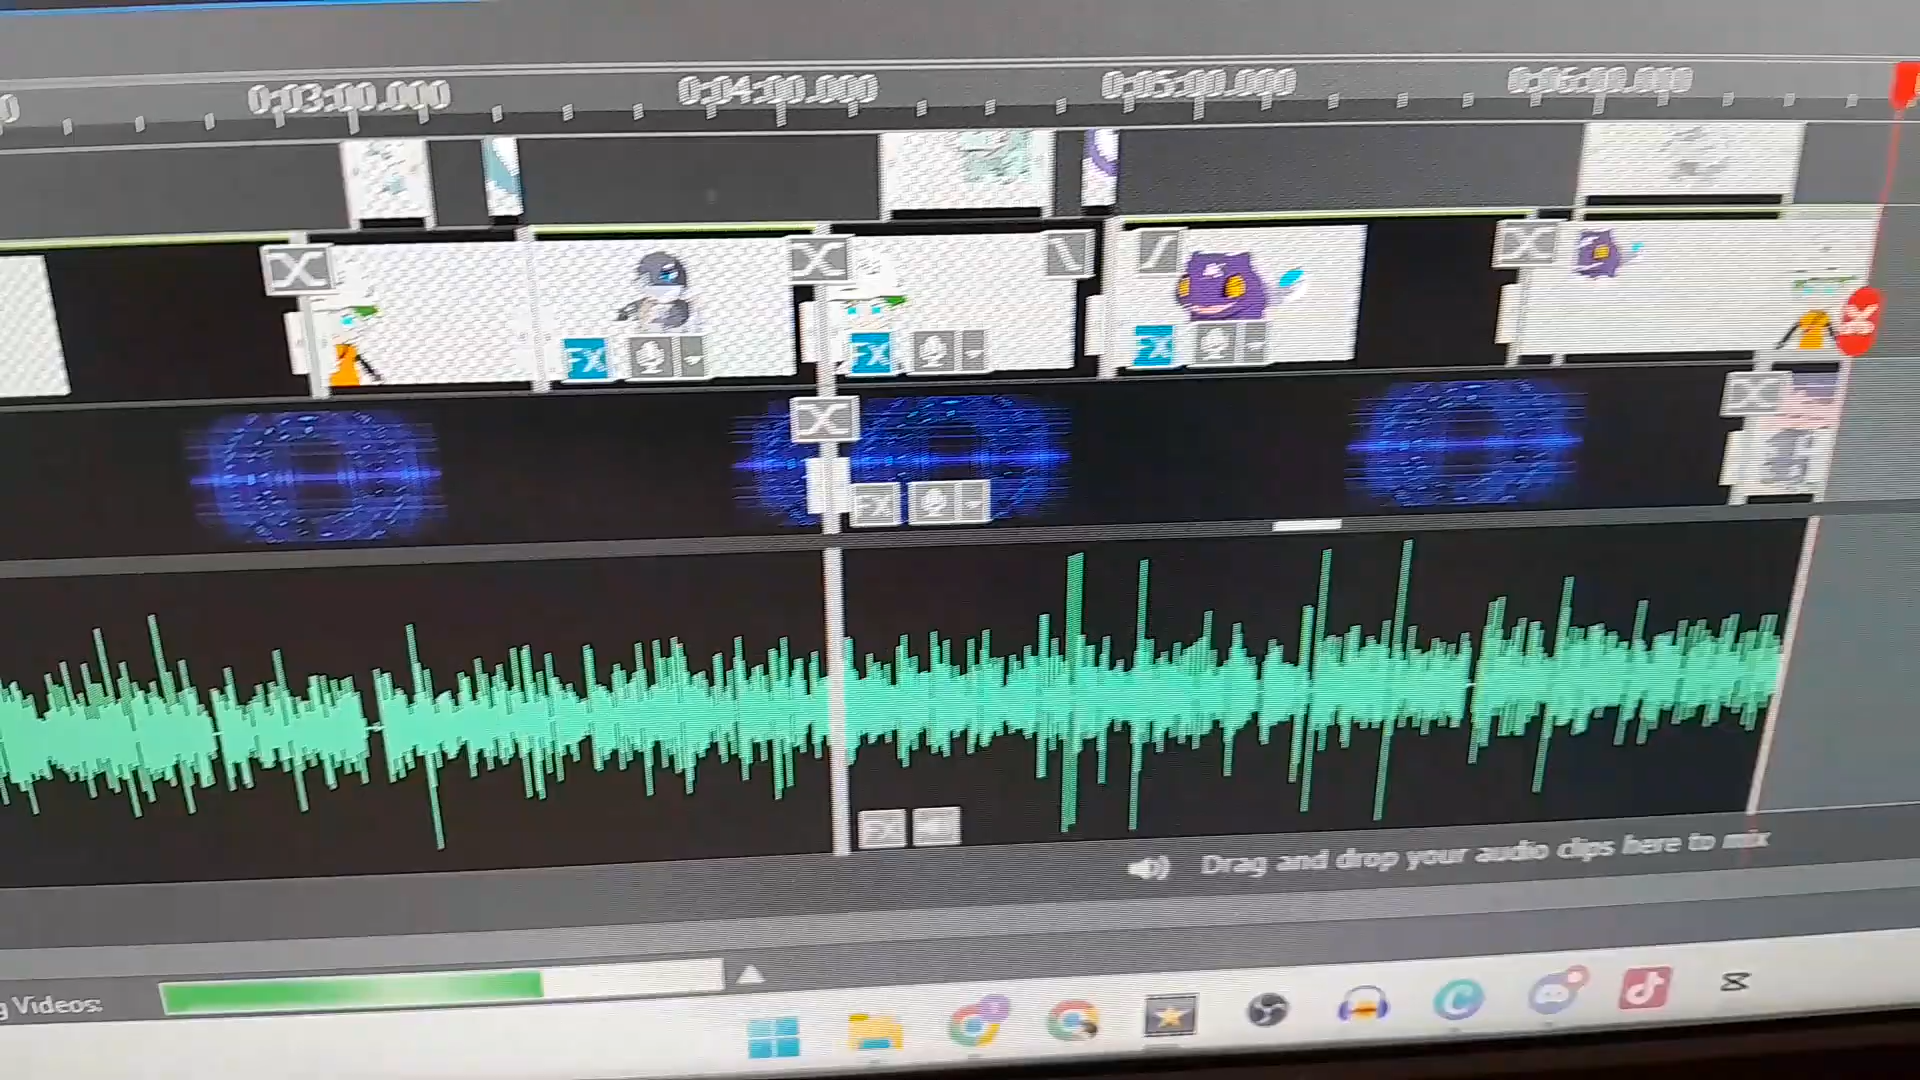 0:03:00.000 0:04:00.000 0:05:00.000 0:06:00.000
FX FX FX
FX
FX
Drag and drop your audio clips here to mix
Videos: